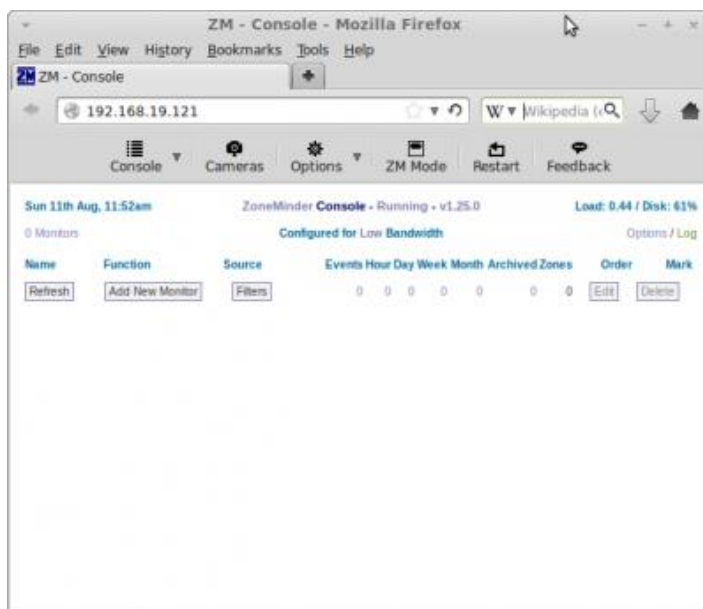 ZM - Console - Mozilla Firefox
File Edit View History Bookmarks Tools Help
ZM ZM - Console
192.168.19.121 W Wikipedia (
Console Cameras Options ZM Mode Restart Feedback
Sun 11th Aug, 11:52am ZoneMinder Console - Running - v1.25.0 Load: 0.44 / Disk: 61%
0 Monitors Configured for Low Bandwidth Options / Log
Name Function Source Events Hour Day Week Month Archived Zones Order Mark
Refresh Add New Monitor Filters 0 0 0 0 0 0 0 Edit Delete